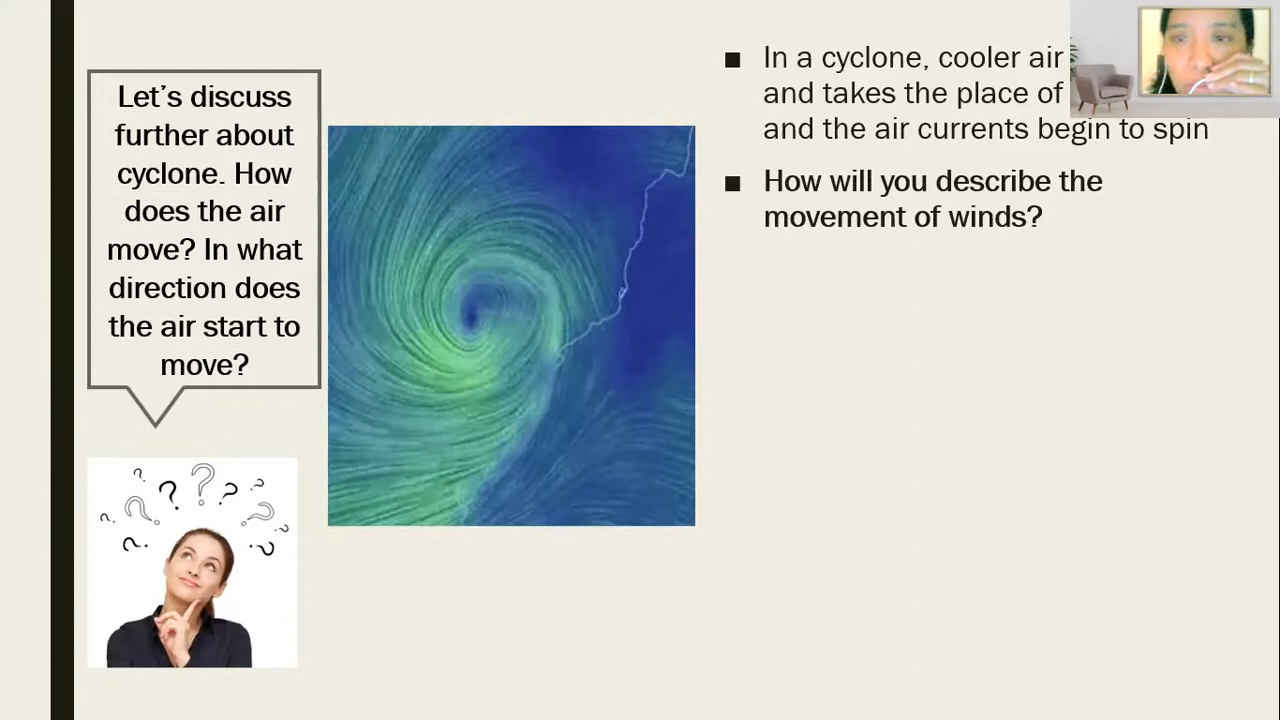 Let's discuss
further about
cyclone. How
does the air
move? In what
direction does
the air start to
move?
■ In a cyclone, cooler air
and takes the place of
and the air currents begin to spin
■ How will you describe the
movement of winds?